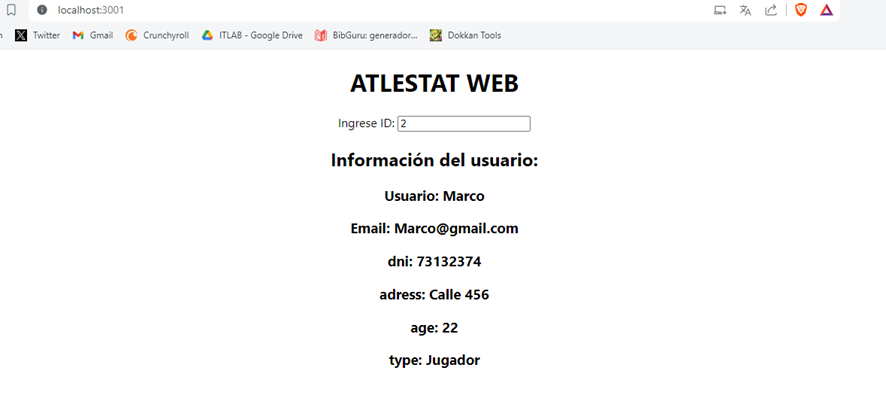 localhost:3001
Twitter Gmail Crunchyroll ITLAB - Google Drive BibGuru: generador... Dokkan Tools
ATLESTAT WEB
Ingrese ID: 2
Información del usuario:
Usuario: Marco
Email: Marco@gmail.com
dni: 73132374
adress: Calle 456
age: 22
type: Jugador